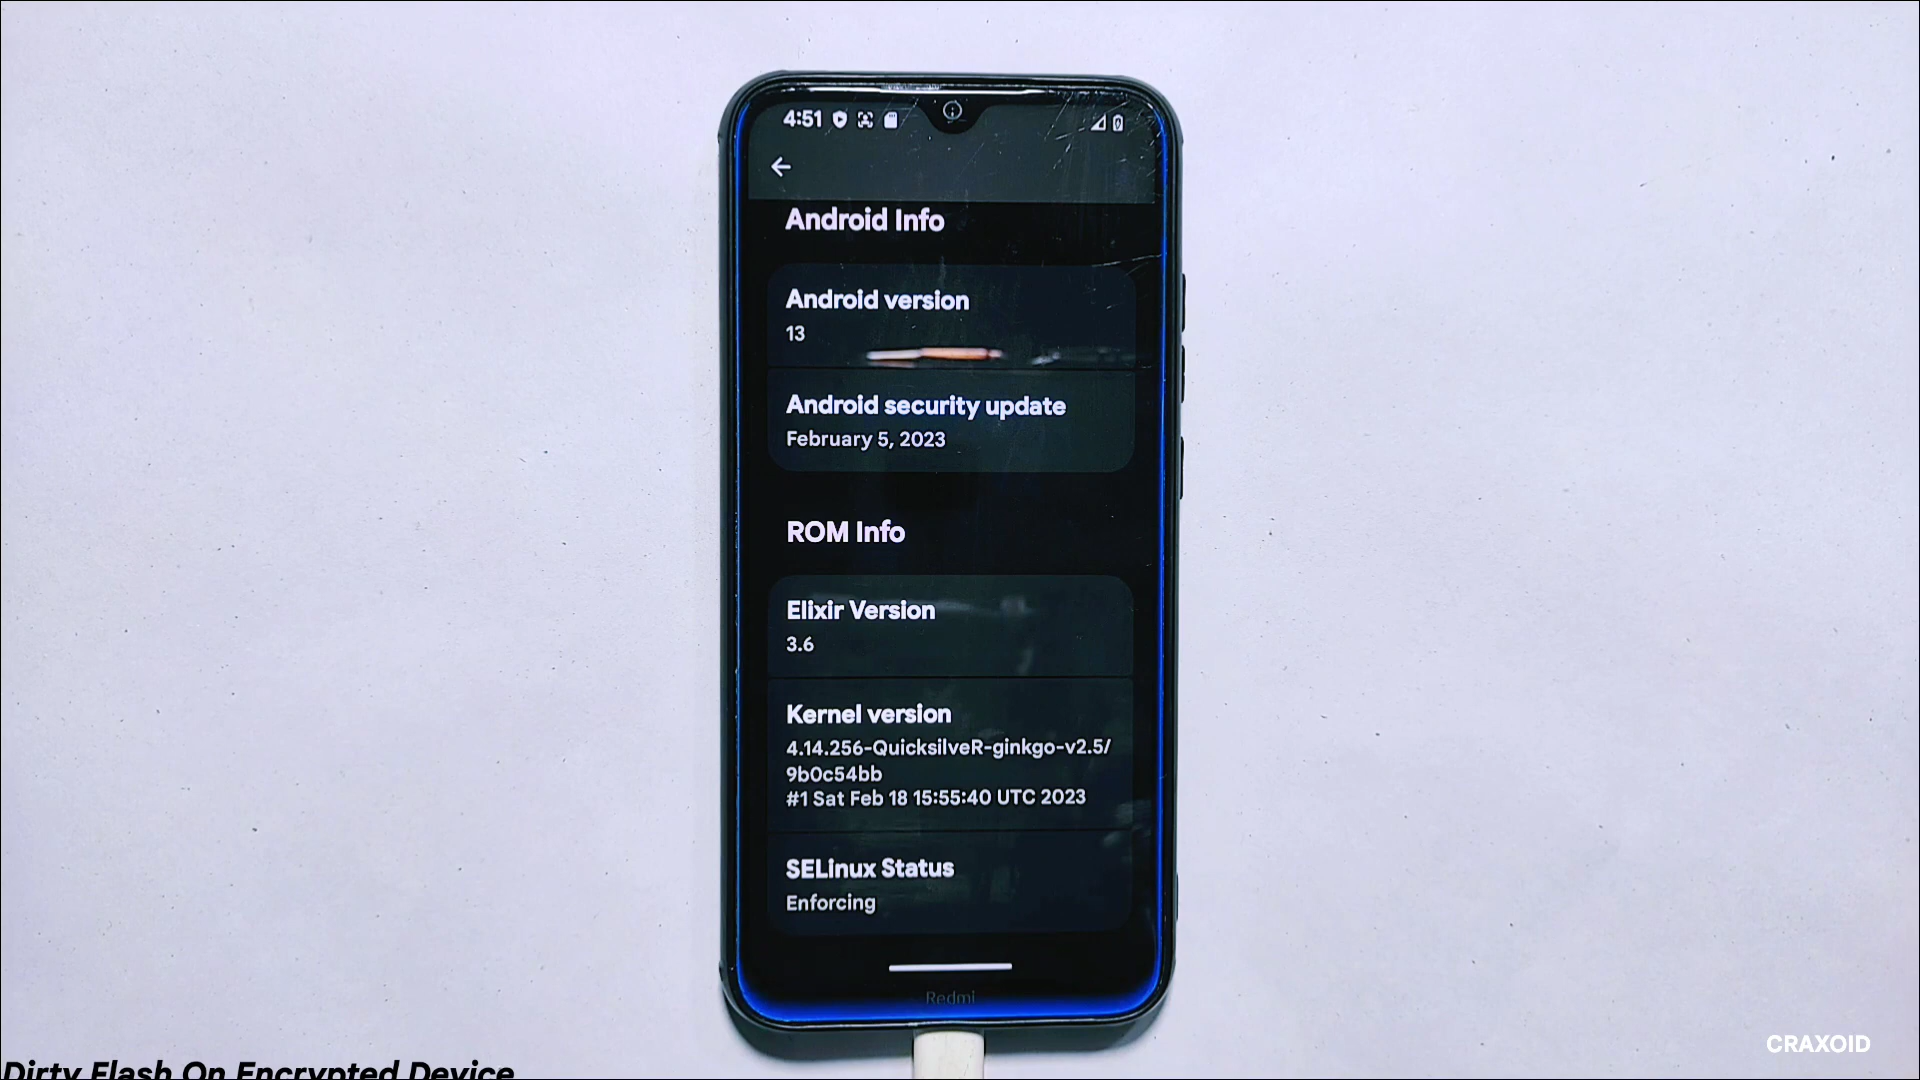 4:51
Android Info
Android version
13
Android security update
February 5, 2023
ROM Info
Elixir Version
3.6
Kernel version
4.14.256-QuicksilveR-ginkgo-v2.5/
9b0c54bb
#1 Sat Feb 18 15:55:40 UTC 2023
SELinux Status
Enforcing
Redmi
CRAXOID
Dirty Flash On Encrypted Device